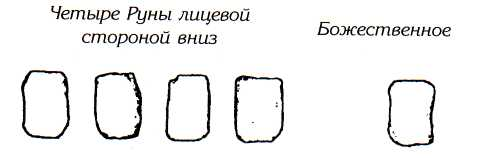 Четыре Руны лицевой
стороной вниз
Божественное